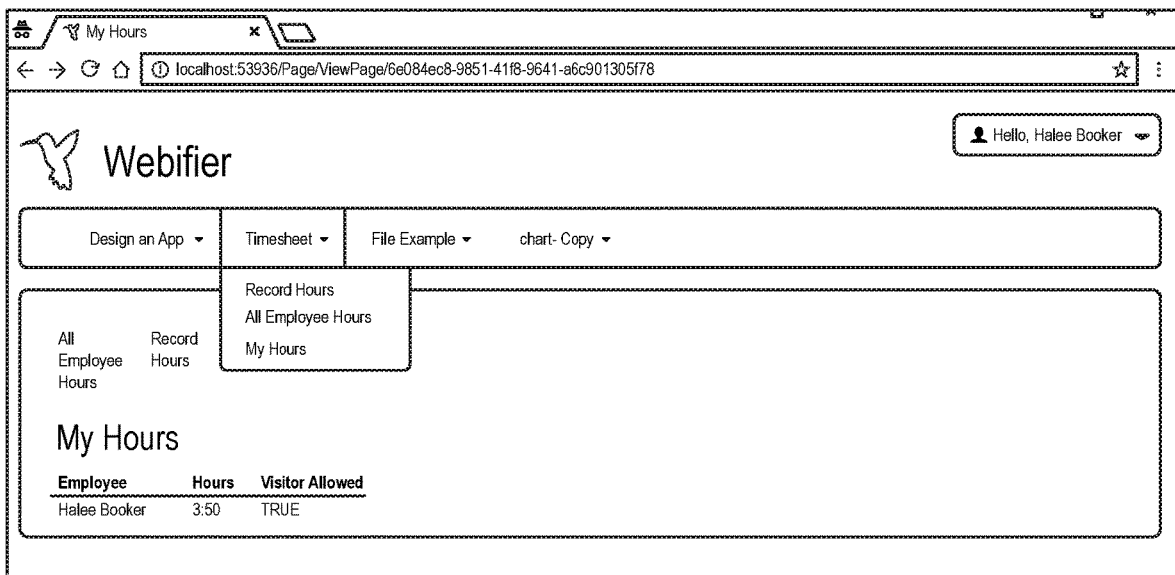 My Hours
localhost:53936/Page/ViewPage/6e084ec8-9851-41f8-9641-a6c901305f78
Hello, Halee Booker
Webifier
Design an App Timesheet File Example chart- Copy
Record Hours
All Employee Hours
My Hours
All Record
Employee Hours
Hours
My Hours
Employee Hours Visitor Allowed
Halee Booker 3:50 TRUE